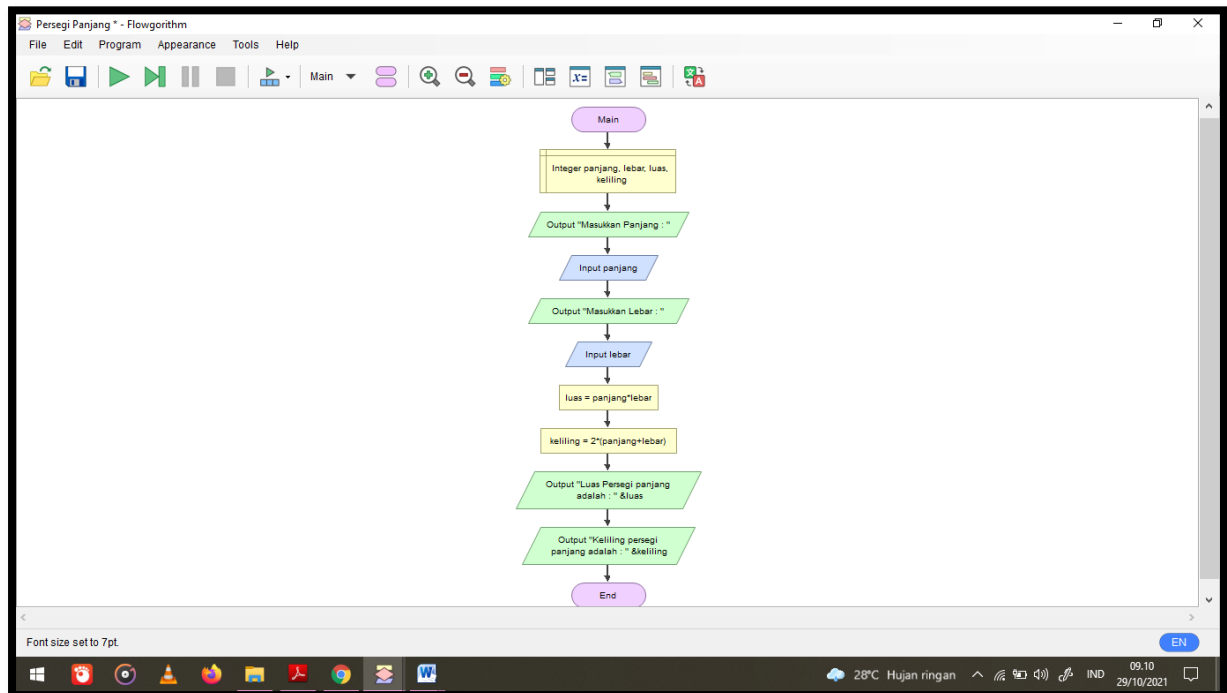 Persegi Panjang * - Flowgorithm
File Edit Program Appearance Tools Help
Main
x=
文
A
Main
Integer panjang, lebar, luas,
keliling
Output "Masukkan Panjang : "
Input panjang
Output "Masukkan Lebar : "
Input lebar
luas = panjang*lebar
keliling = 2*(panjang+lebar)
Output "Luas Persegi panjang
adalah : " &luas
Output "Keliling persegi
panjang adalah : " &keliling
End
Font size set to 7pt.
EN
W
28°C Hujan ringan
IND
09.10
29/10/2021